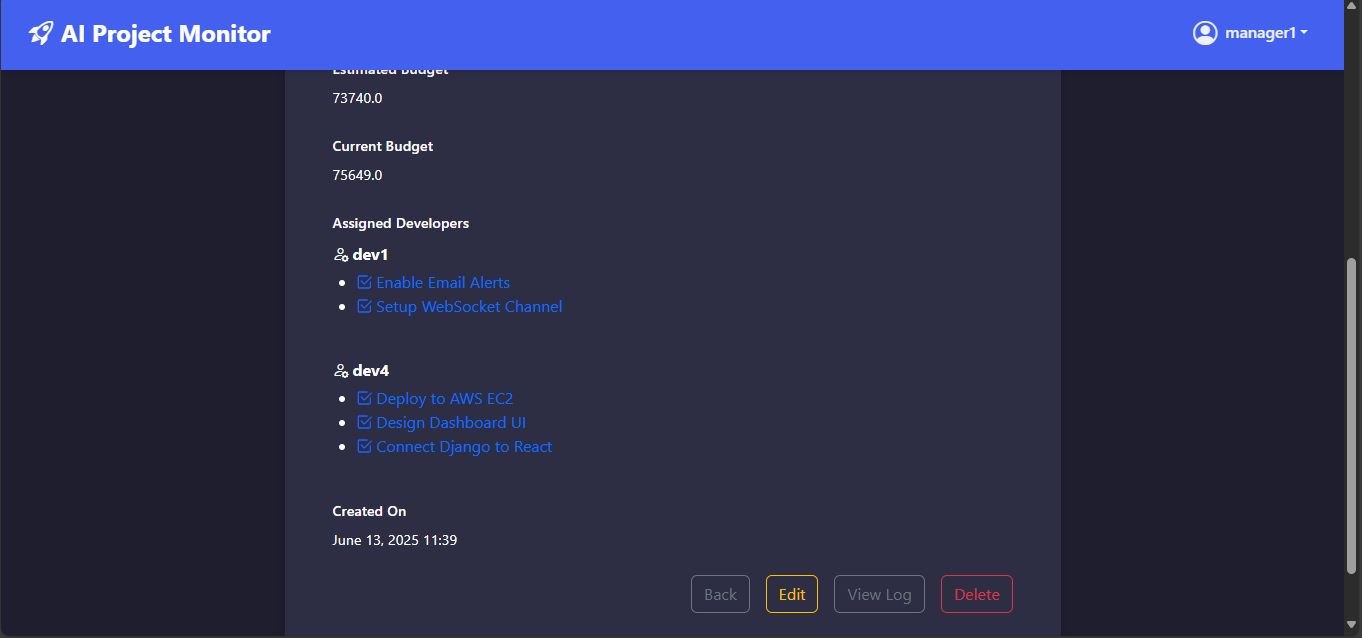 AI Project Monitor
manager1
Estimated Budget
73740.0
Current Budget
75649.0
Assigned Developers
dev1
Enable Email Alerts
Setup WebSocket Channel
dev4
Deploy to AWS EC2
Design Dashboard UI
Connect Django to React
Created On
June 13, 2025 11:39
Back Edit View Log Delete